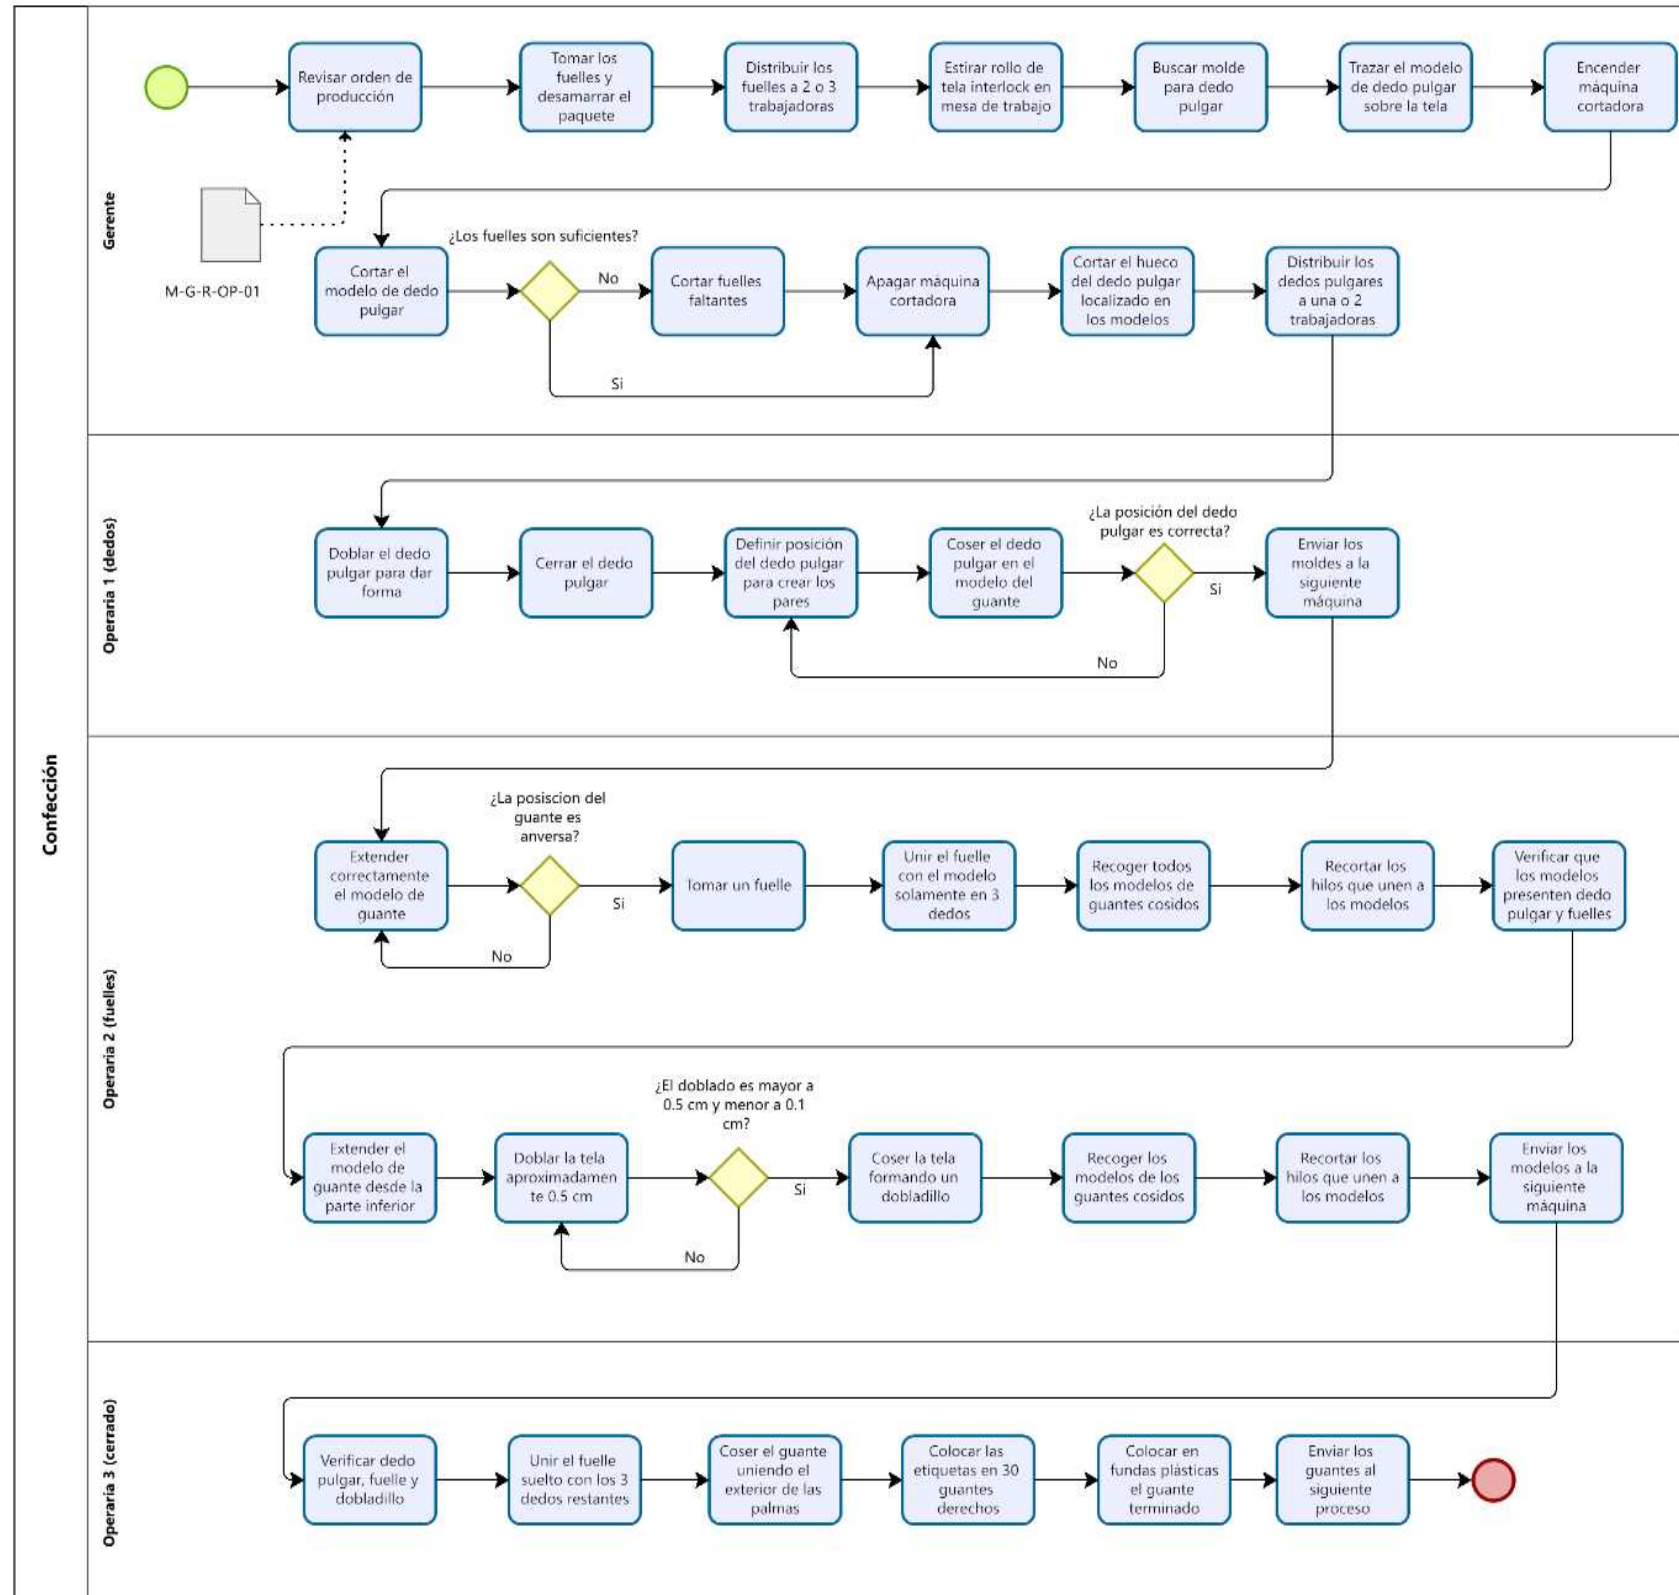 Confección
Gerente
Revisar orden de
producción
Tomar los
fuelles y
desamarrar el
paquete
Distribuir los
fuelles a 2 o 3
trabajadoras
Estirar rollo de
tela interlock en
mesa de trabajo
Buscar molde
para dedo
pulgar
Trazar el modelo
de dedo pulgar
sobre la tela
Encender
máquina
cortadora
M-G-R-OP-01
Cortar el
modelo de dedo
pulgar
¿Los fuelles son suficientes?
No
Si
Cortar fuelles
faltantes
Apagar máquina
cortadora
Cortar el hueco
del dedo pulgar
localizado en
los modelos
Distribuir los
dedos pulgares
a una o 2
trabajadoras
Operaria 1 (dedos)
Doblar el dedo
pulgar para dar
forma
Cerrar el dedo
pulgar
Definir posición
del dedo pulgar
para crear los
pares
Coser el dedo
pulgar en el
modelo del
guante
¿La posición del dedo
pulgar es correcta?
Si
No
Enviar los
moldes a la
siguiente
máquina
Operaria 2 (fuelles)
Extender
correctamente
el modelo de
guante
¿La posiscion del
guante es
anversa?
Si
No
Tomar un fuelle
Unir el fuelle
con el modelo
solamente en 3
dedos
Recoger todos
los modelos de
guantes cosidos
Recortar los
hilos que unen a
los modelos
Verificar que
los modelos
presenten dedo
pulgar y fuelles
Extender el
modelo de
guante desde la
parte inferior
Doblar la tela
aproximadamen
te 0.5 cm
¿El doblado es mayor a
0.5 cm y menor a 0.1
cm?
Si
No
Coser la tela
formando un
dobladillo
Recoger los
modelos de los
guantes cosidos
Recortar los
hilos que unen a
los modelos
Enviar los
modelos a la
siguiente
máquina
Operaria 3 (cerrado)
Verificar dedo
pulgar, fuelle y
dobladillo
Unir el fuelle
suelto con los 3
dedos restantes
Coser el guante
uniendo el
exterior de las
palmas
Colocar las
etiquetas en 30
guantes
derechos
Colocar en
fundas plásticas
el guante
terminado
Enviar los
guantes al
siguiente
proceso